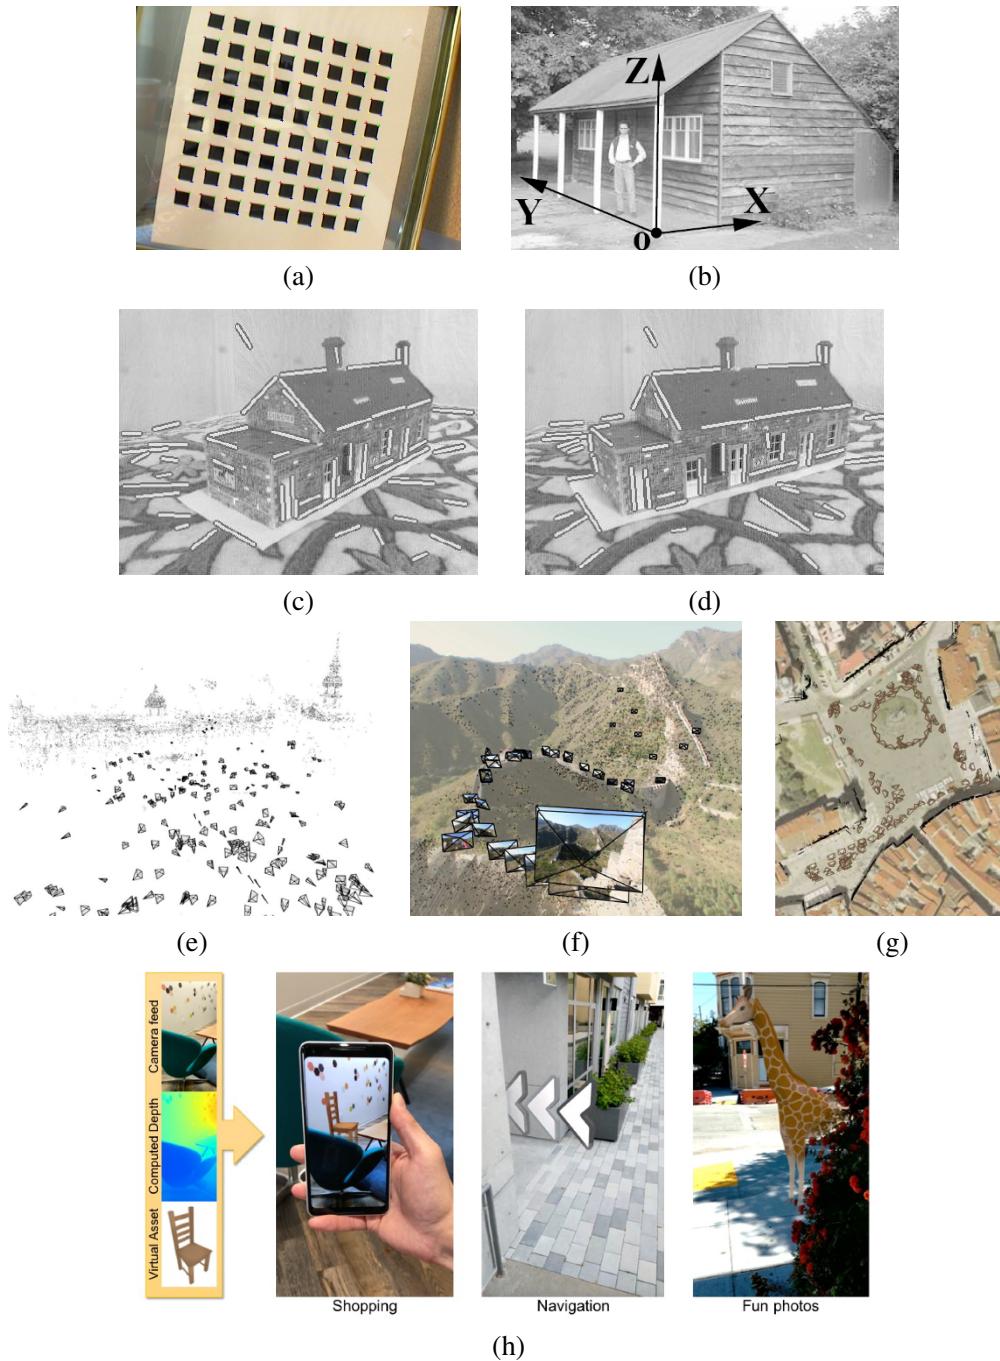 (a)
(b)
Z
Y
X
o
(c)
(d)
(e)
(f)
(g)
Camera feed
Computed Depth
Virtual Asset
Shopping
Navigation
Fun photos
(h)